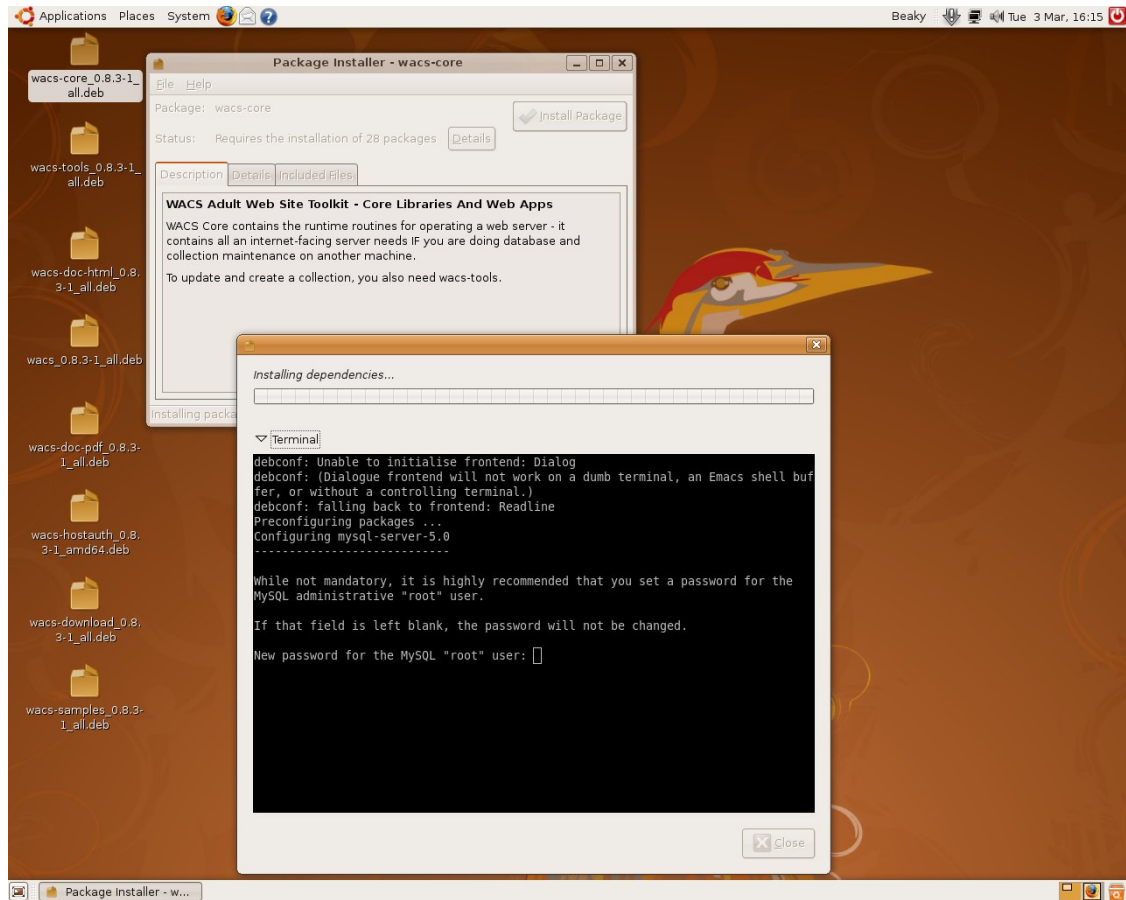 Applications Places System
Beaky
Tue 3 Mar, 16:15
wacs-core_0.8.3-1_
all.deb
wacs-tools_0.8.3-1_
all.deb
wacs-doc-html_0.8.
3-1_all.deb
wacs_0.8.3-1_all.deb
wacs-doc-pdf_0.8.3-
1_all.deb
wacs-hostauth_0.8.
3-1_amd64.deb
wacs-download_0.8.
3-1_all.deb
wacs-samples_0.8.3-
1_all.deb
Package Installer - wacs-core
File Help
Package: wacs-core
Install Package
Status: Requires the installation of 28 packages Details
Description Details Included Files
WACS Adult Web Site Toolkit - Core Libraries And Web Apps
WACS Core contains the runtime routines for operating a web server - it
contains all an internet-facing server needs IF you are doing database and
collection maintenance on another machine.
To update and create a collection, you also need wacs-tools.
Installing packa
Installing dependencies...
Terminal
debconf: Unable to initialise frontend: Dialog
debconf: (Dialogue frontend will not work on a dumb terminal, an Emacs shell buf
fer, or without a controlling terminal.)
debconf: falling back to frontend: Readline
Preconfiguring packages ...
Configuring mysql-server-5.0
----------------------------
While not mandatory, it is highly recommended that you set a password for the
MySQL administrative "root" user.
If that field is left blank, the password will not be changed.
New password for the MySQL "root" user:
Close
Package Installer - w...